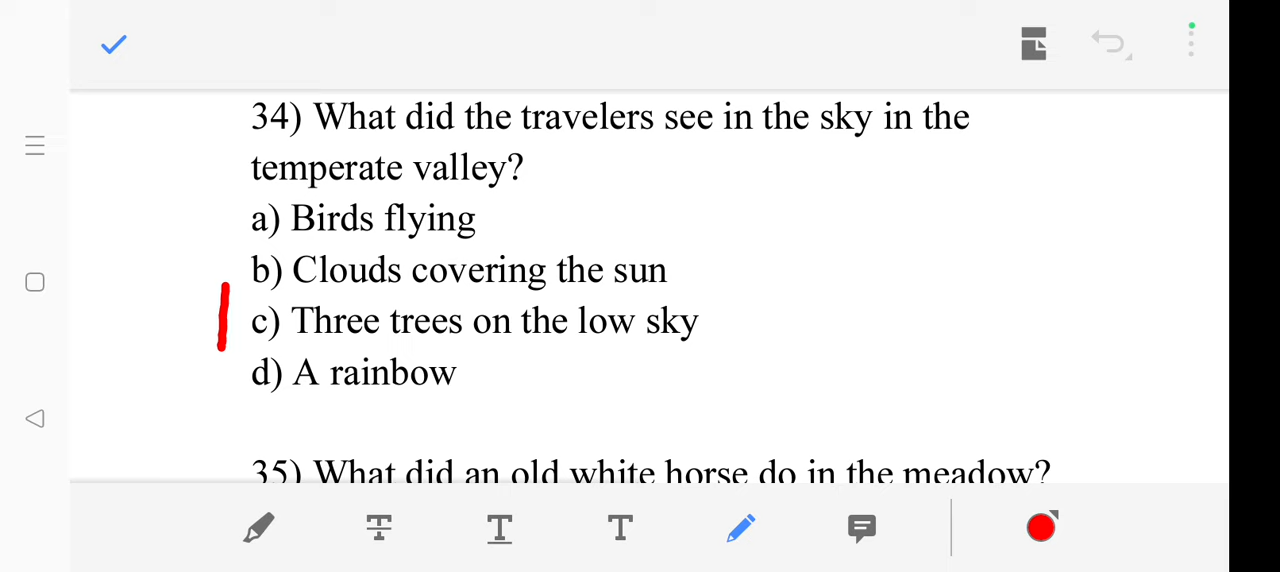 34) What did the travelers see in the sky in the
temperate valley?
a) Birds flying
b) Clouds covering the sun
c) Three trees on the low sky
d) A rainbow
35) What did an old white horse do in the meadow?
T
T
T